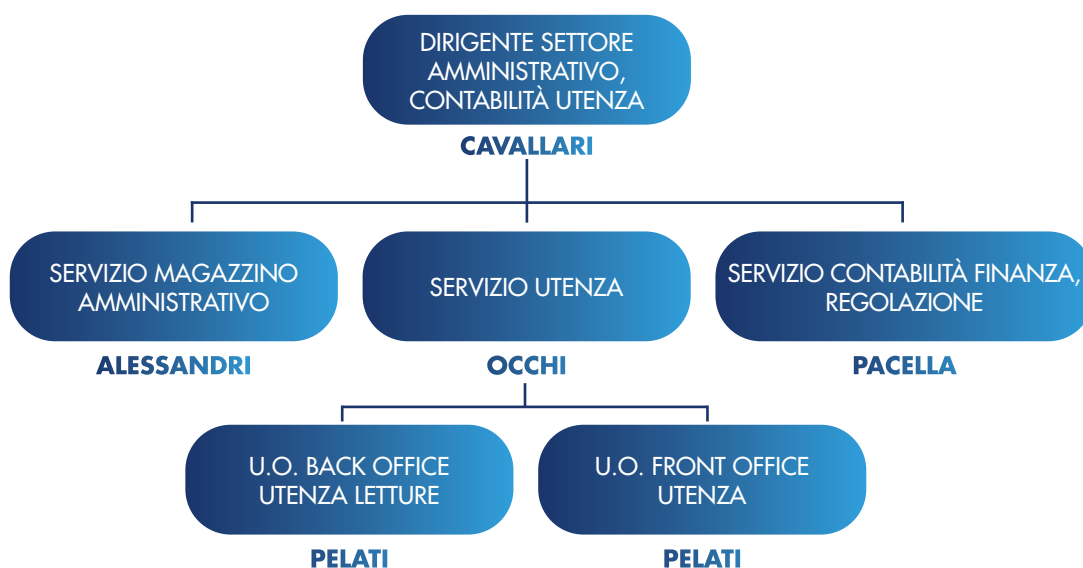 DIRIGENTE SETTORE
AMMINISTRATIVO,
CONTABILITÀ UTENZA
CAVALLARI
SERVIZIO MAGAZZINO
AMMINISTRATIVO
ALESSANDRI
SERVIZIO UTENZA
OCCHI
SERVIZIO CONTABILITÀ FINANZA,
REGOLAZIONE
PACELLA
U.O. BACK OFFICE
UTENZA LETTURE
PELATI
U.O. FRONT OFFICE
UTENZA
PELATI